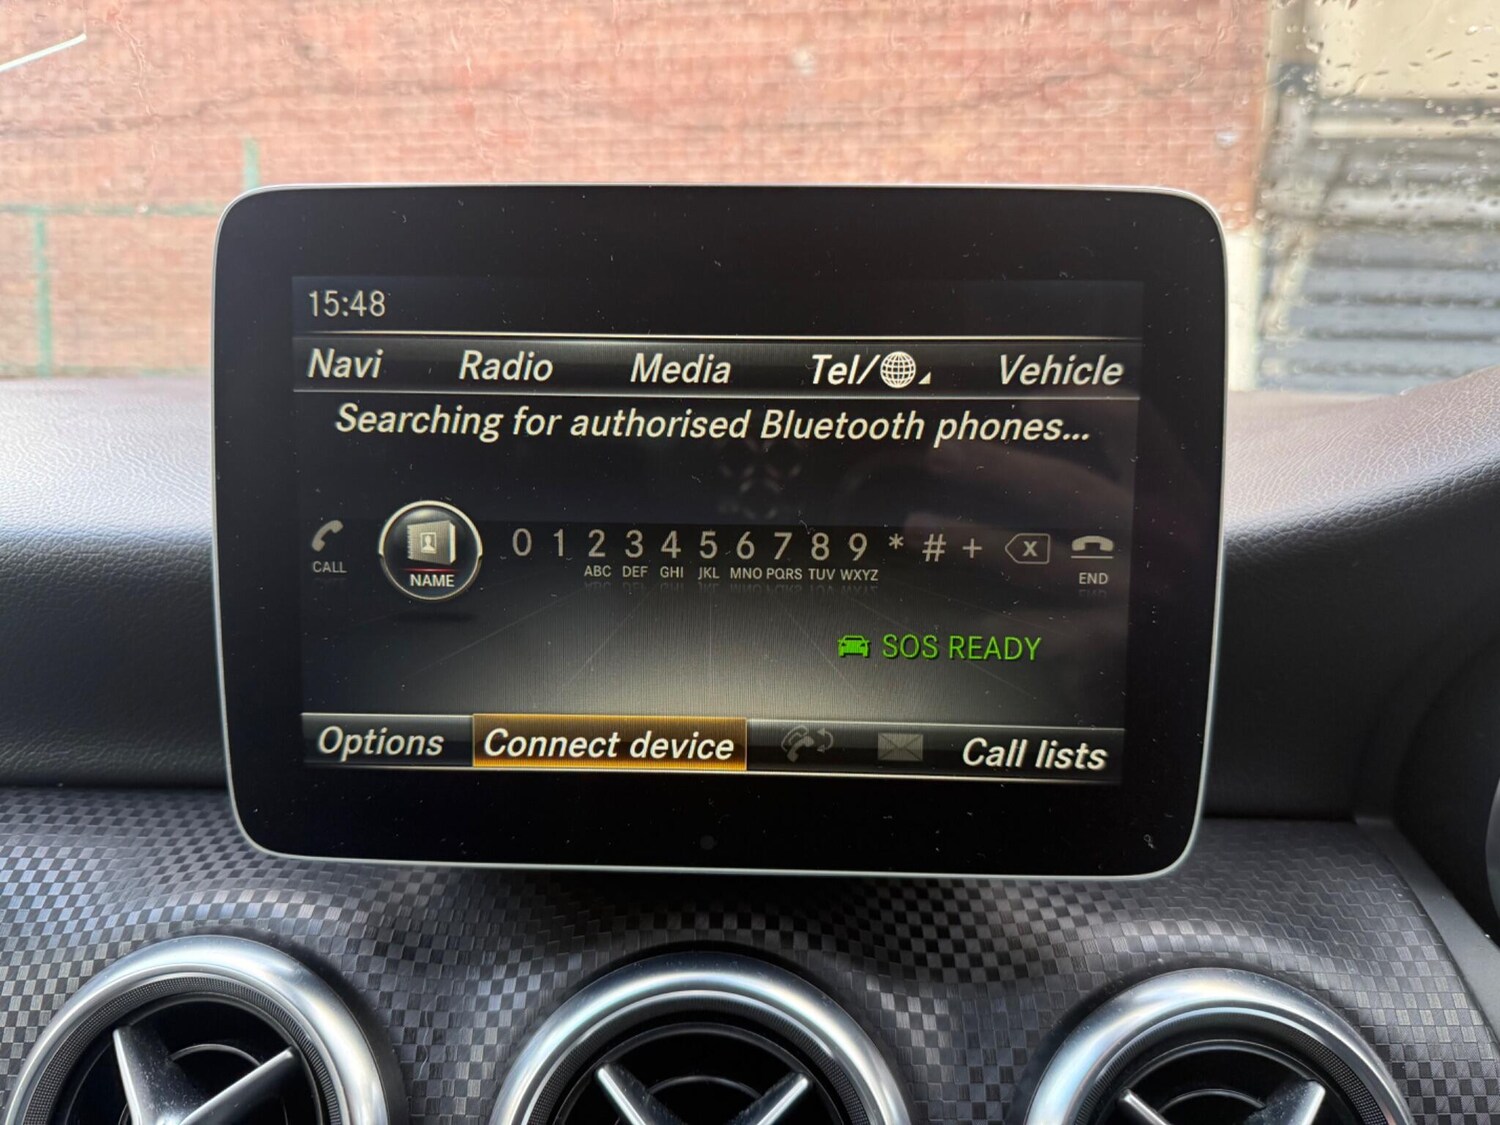 15:48
Navi Radio Media Tel/ Vehicle
Searching for authorised Bluetooth phones...
0 1 2 3 4 5 6 7 8 9 * # + x
CALL NAME ABC DEF GHI JKL MNO PQRS TUV WXYZ END
SOS READY
Options Connect device Call lists